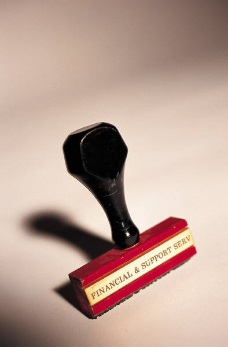 FINANCIAL & SUPPORT SERV